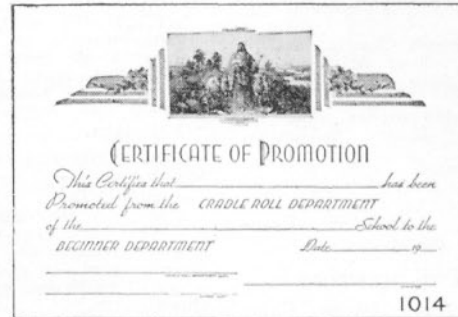 CERTIFICATE OF PROMOTION
This Certifies that has been
Promoted from the CRADLE ROLL DEPARTMENT
of the School to the
BEGINNER DEPARTMENT Date 19
1014